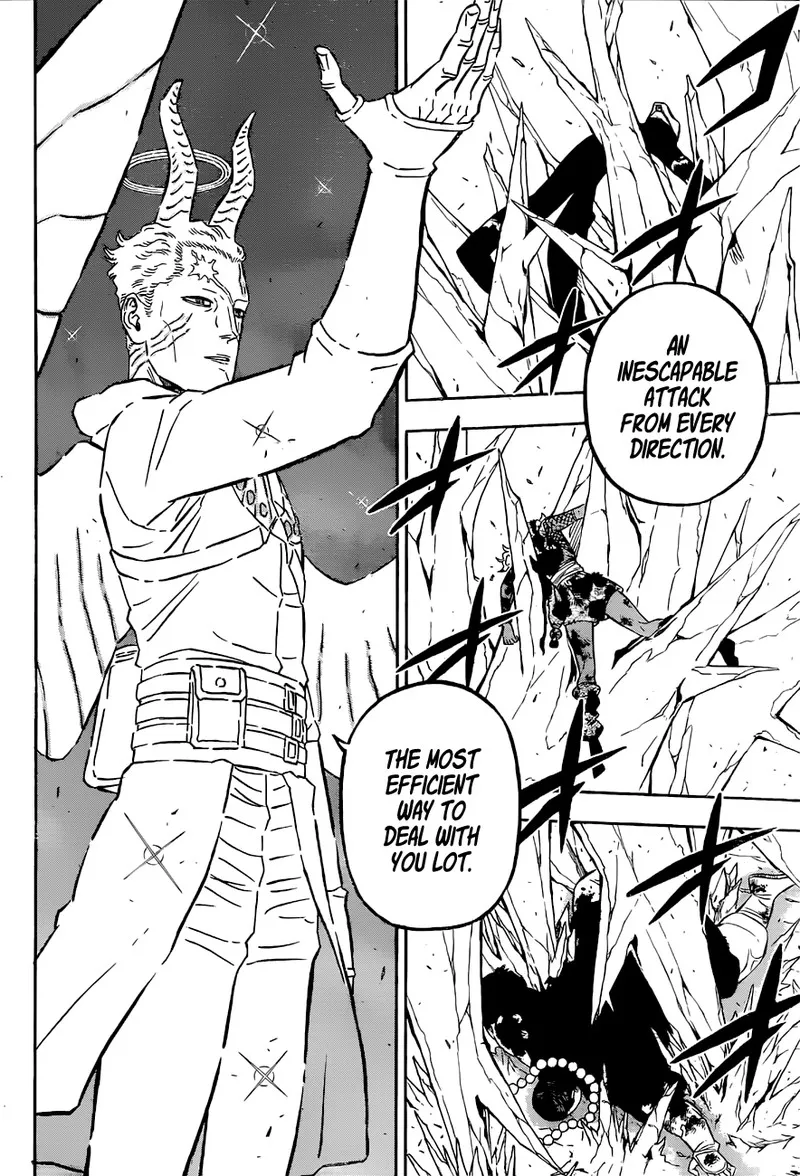 AN
INESCAPABLE
ATTACK
FROM EVERY
DIRECTION.
THE MOST
EFFICIENT
WAY TO
DEAL WITH
YOU LOT.